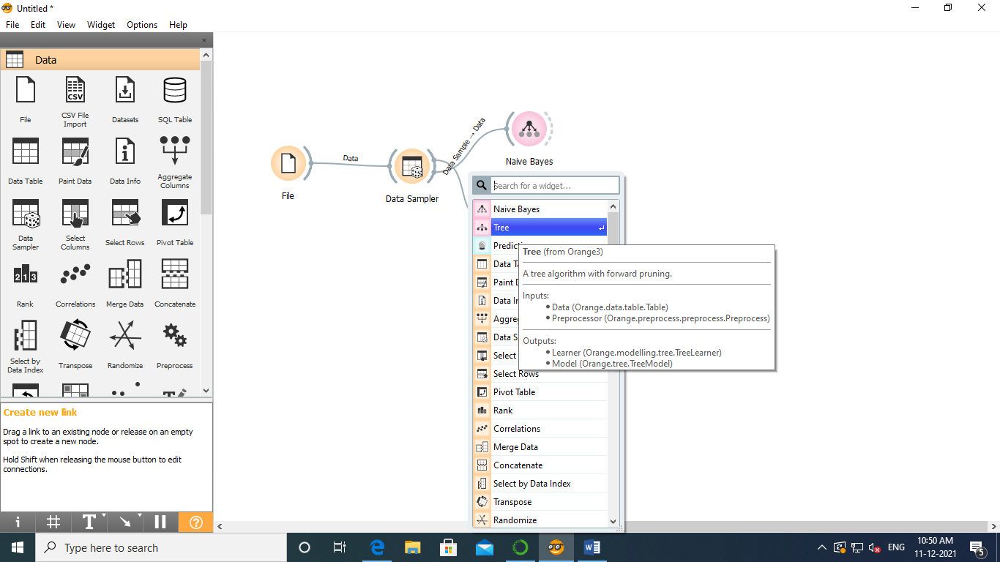 Untitled *
File Edit View Widget Options Help
Data
File
CSV File
Import
Datasets
SQL Table
Data Table
Paint Data
Data Info
Aggregate
Columns
Data
Sampler
Select
Columns
Select Rows
Pivot Table
Rank
Correlations
Merge Data
Concatenate
Select by
Data Index
Transpose
Randomize
Preprocess
Create new link
Drag a link to an existing node or release on an empty
spot to create a new node.
Hold Shift when releasing the mouse button to edit
connections.
File
Data
Data Sampler
Data Sample → Data
Naive Bayes
Search for a widget...
Naive Bayes
Tree
Predicti
Data Ta
Paint D
Data In
Aggreg
Data S
Select
Select Rows
Pivot Table
Rank
Correlations
Merge Data
Concatenate
Select by Data Index
Transpose
Randomize
Tree (from Orange3)
A tree algorithm with forward pruning.
Inputs:
• Data (Orange.data.table.Table)
• Preprocessor (Orange.preprocess.preprocess.Preprocess)
Outputs:
• Learner (Orange.modelling.tree.TreeLearner)
• Model (Orange.tree.TreeModel)
Type here to search
ENG
10:50 AM
11-12-2021
5